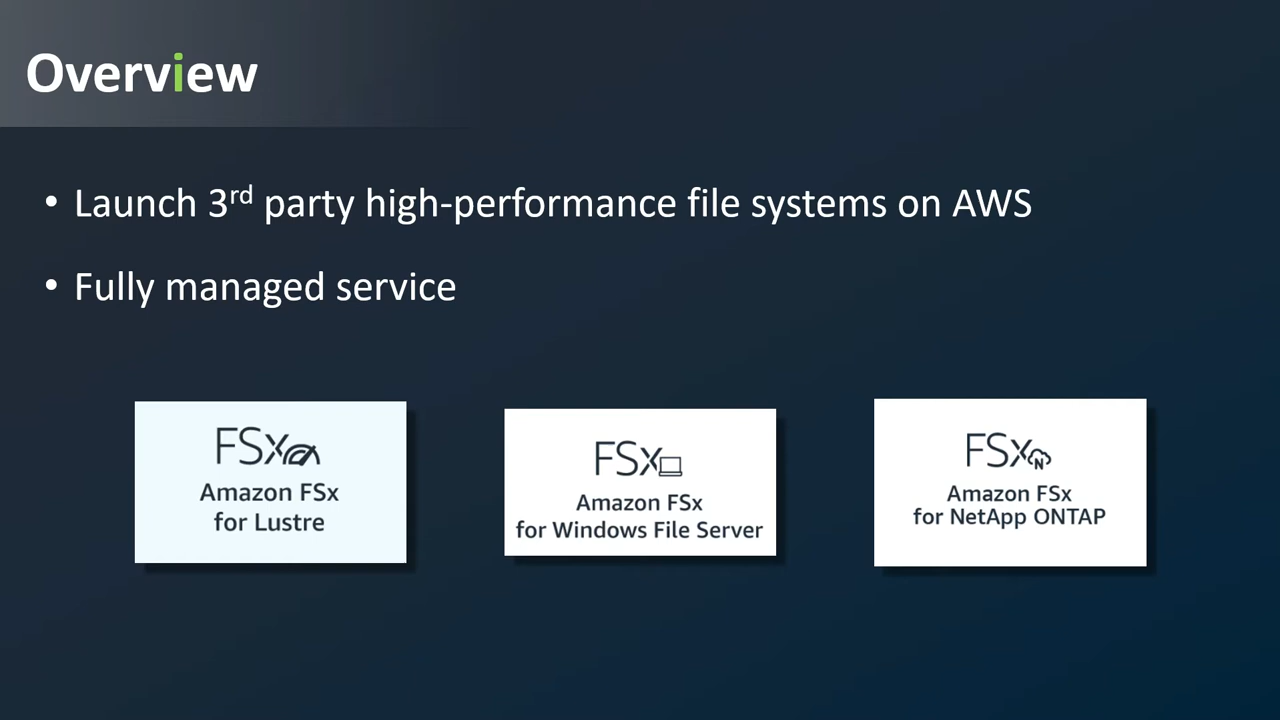 Overview
• Launch 3rd party high-performance file systems on AWS
• Fully managed service
FSx
Amazon FSx
for Lustre
FSx
Amazon FSx
for Windows File Server
FSx N
Amazon FSx
for NetApp ONTAP